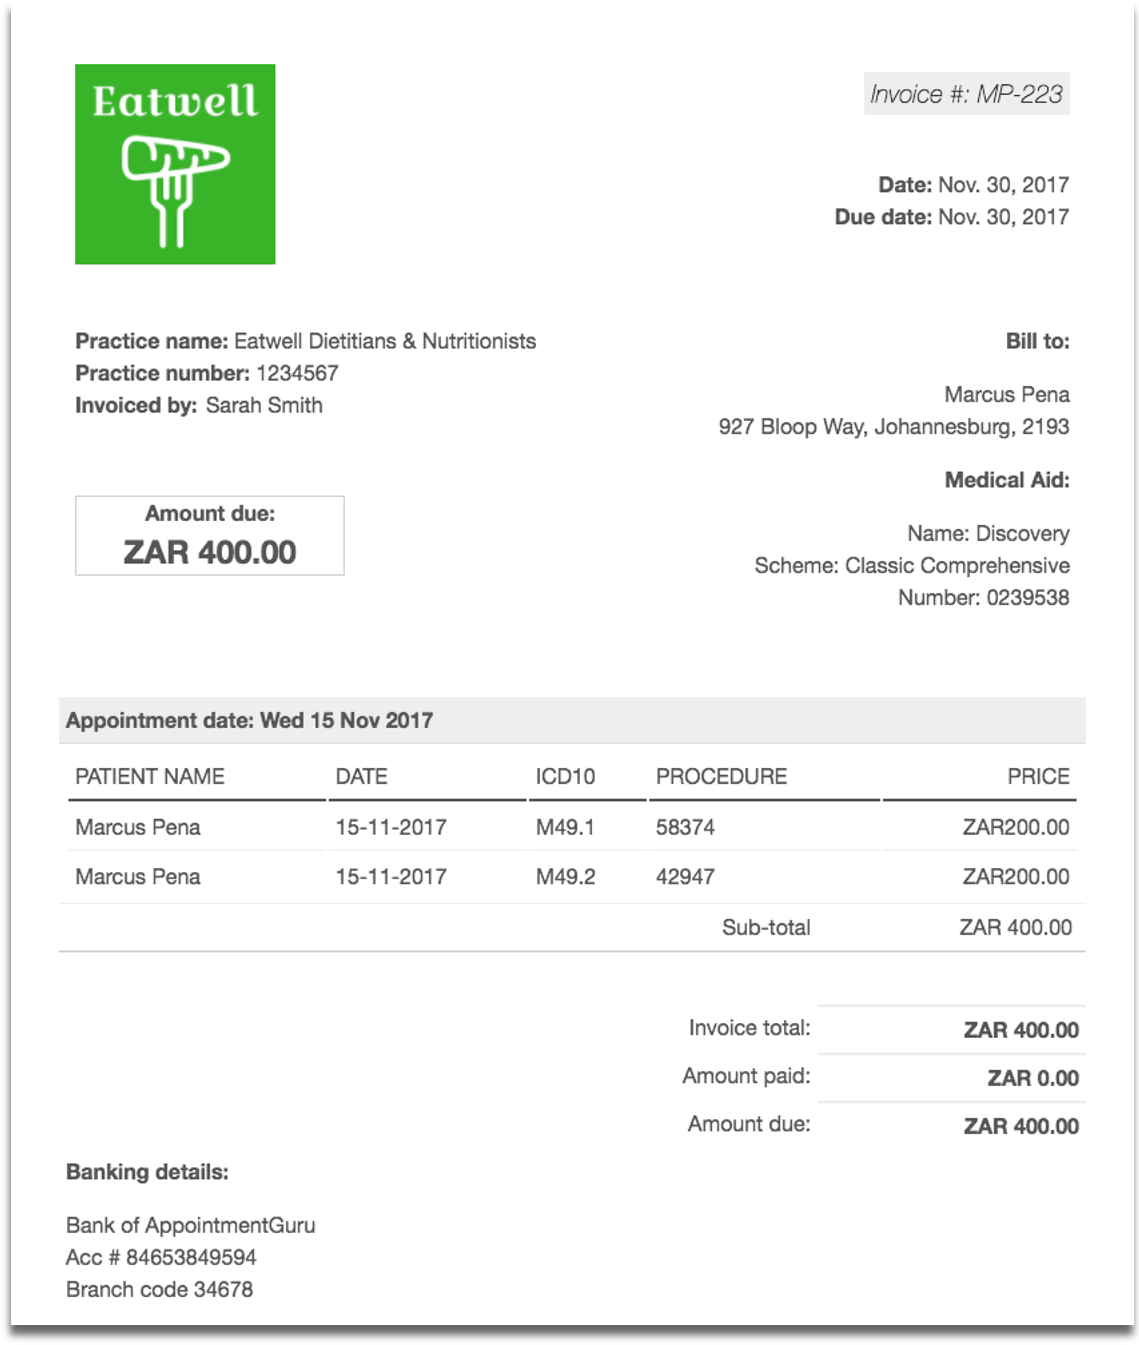 Eatwell
Invoice #: MP-223
Date: Nov. 30, 2017
Due date: Nov. 30, 2017
Practice name: Eatwell Dietitians & Nutritionists
Practice number: 1234567
Invoiced by: Sarah Smith
Bill to:
Marcus Pena
927 Bloop Way, Johannesburg, 2193
Medical Aid:
Name: Discovery
Scheme: Classic Comprehensive
Number: 0239538
Amount due:
ZAR 400.00
Appointment date: Wed 15 Nov 2017
PATIENT NAME DATE ICD10 PROCEDURE PRICE
Marcus Pena 15-11-2017 M49.1 58374 ZAR200.00
Marcus Pena 15-11-2017 M49.2 42947 ZAR200.00
Sub-total ZAR 400.00
Invoice total: ZAR 400.00
Amount paid: ZAR 0.00
Amount due: ZAR 400.00
Banking details:
Bank of AppointmentGuru
Acc # 84653849594
Branch code 34678